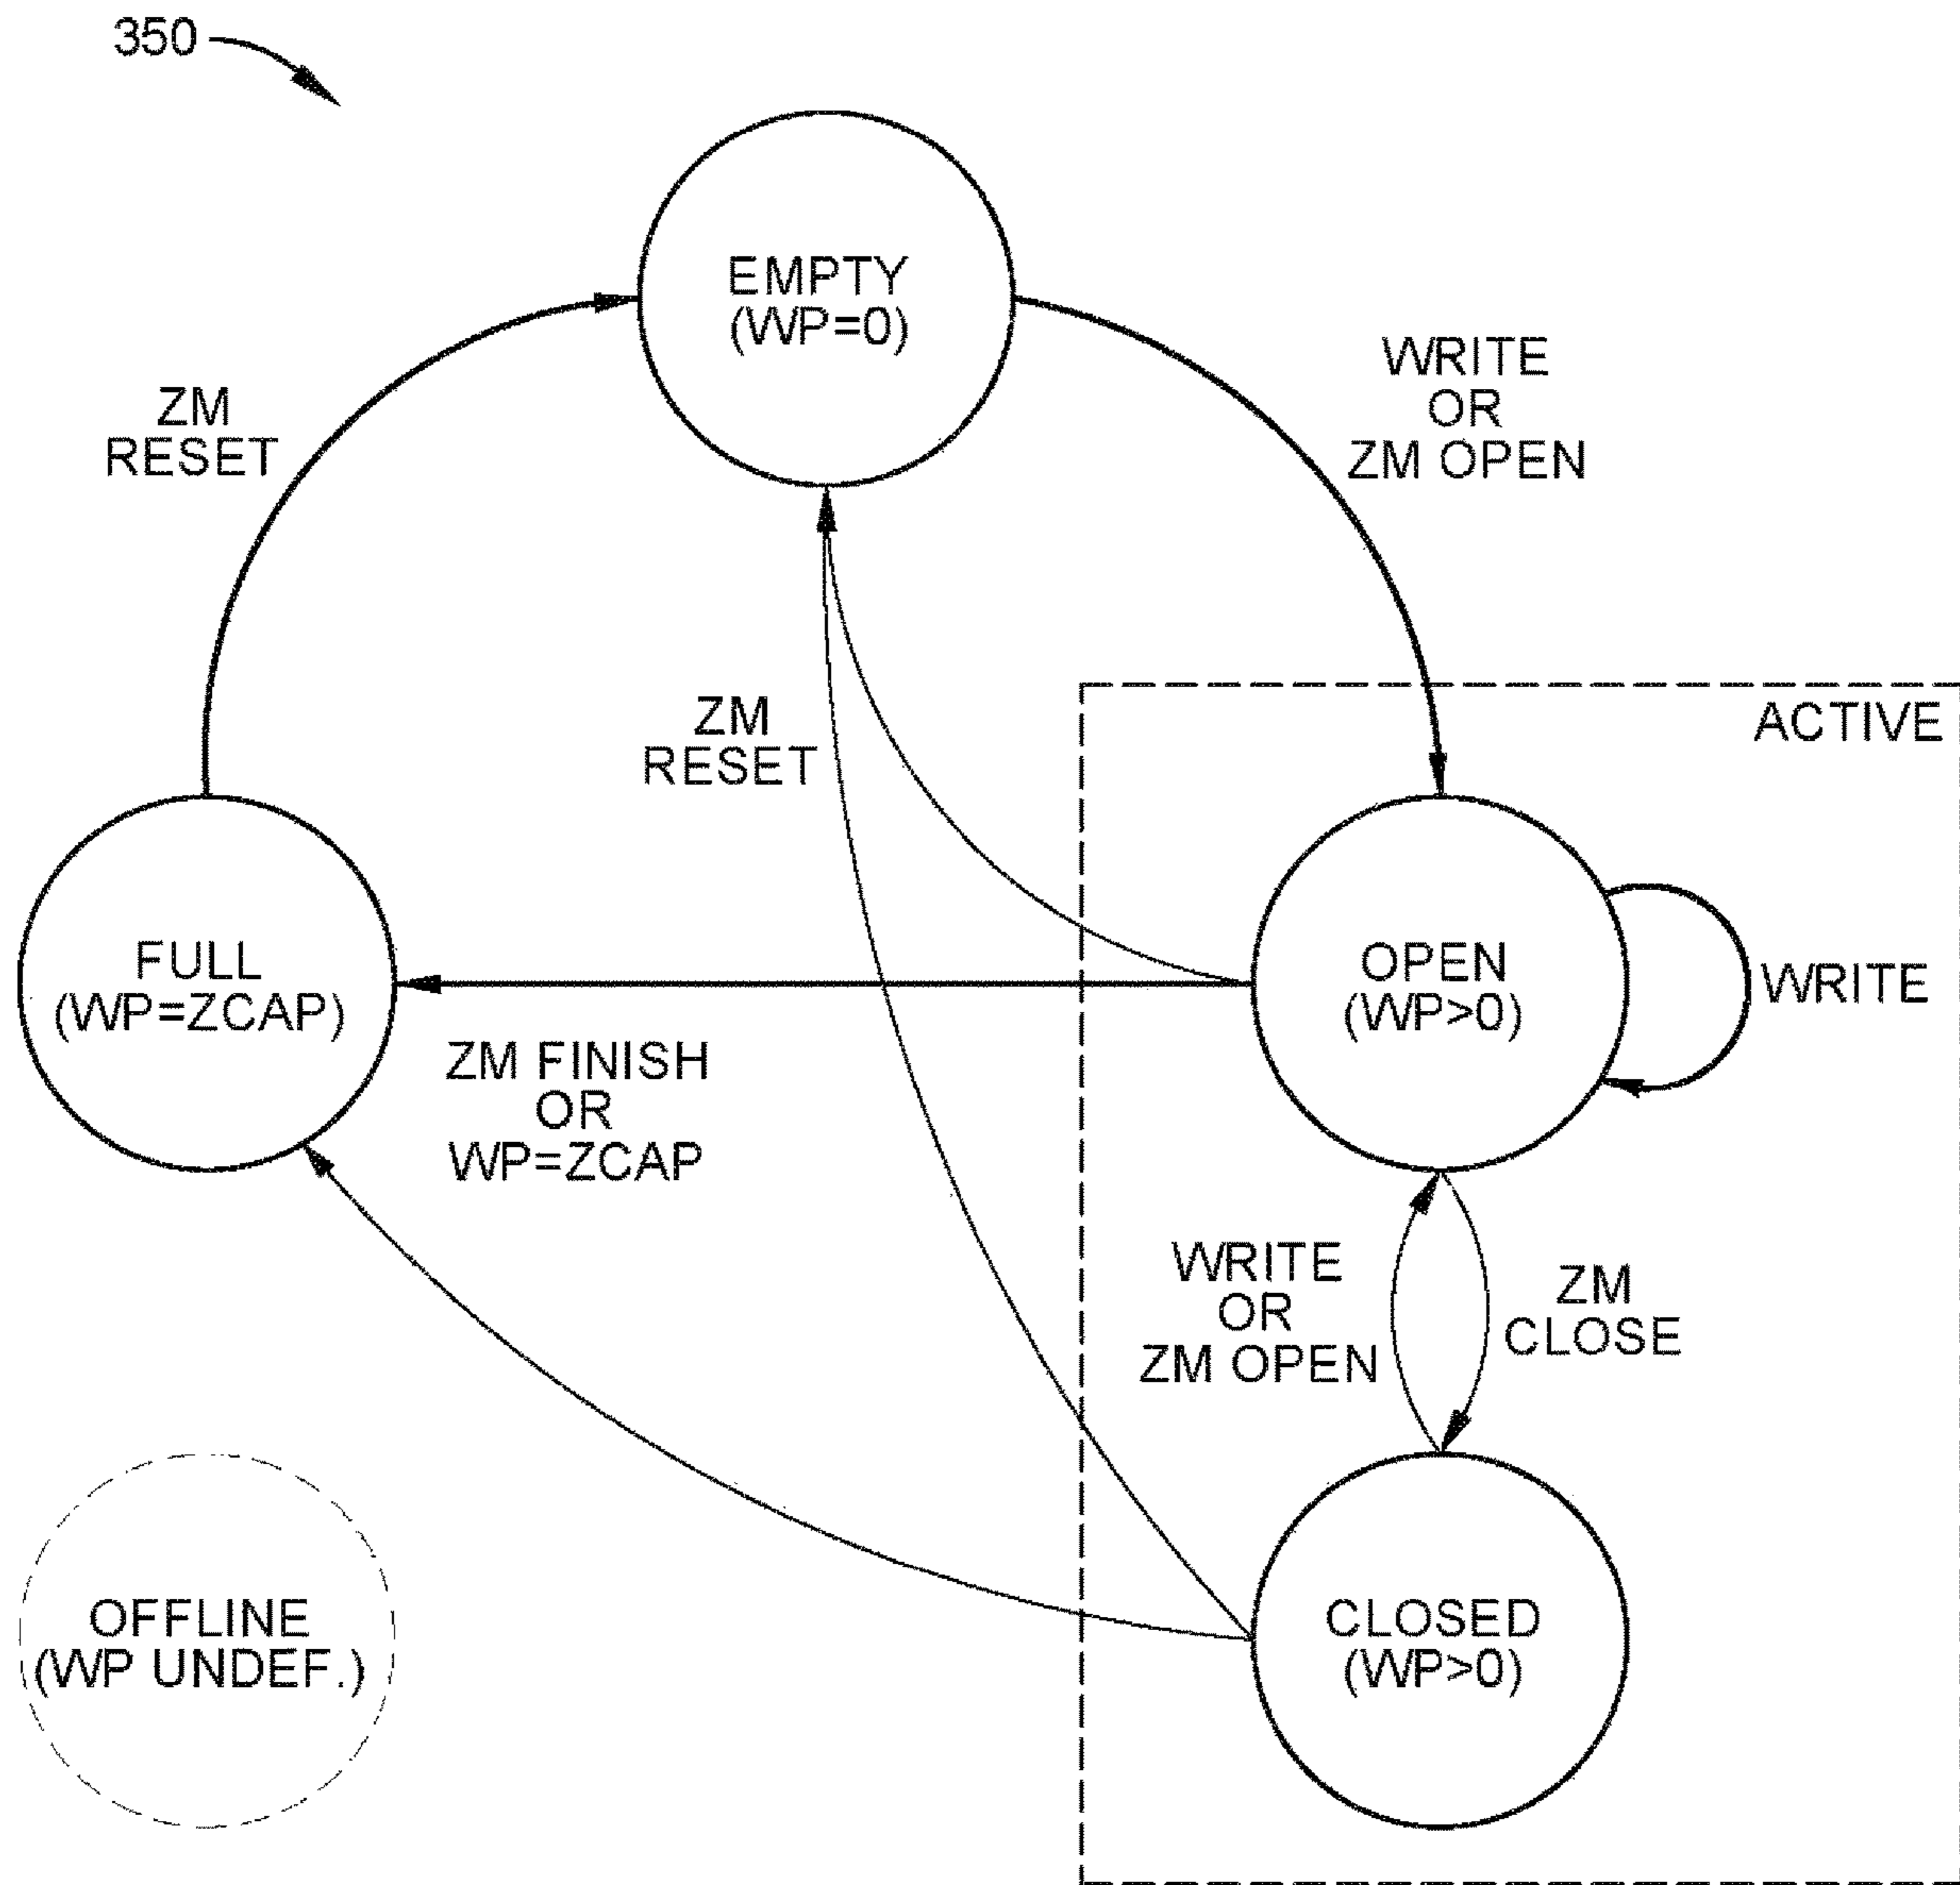 350
EMPTY
(WP=0)
WRITE
OR
ZM OPEN
ZM
RESET
ZM
RESET
ACTIVE
FULL
(WP=ZCAP)
OPEN
(WP>0)
WRITE
ZM FINISH
OR
WP=ZCAP
WRITE
OR
ZM OPEN
ZM
CLOSE
OFFLINE
(WP UNDEF.)
CLOSED
(WP>0)